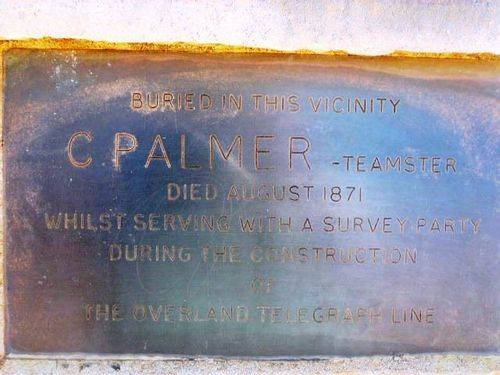 BURIED IN THIS VICINITY
C PALMER - TEAMSTER
DIED AUGUST 1871
WHILST SERVING WITH A SURVEY PARTY
DURING THE CONSTRUCTION
OF
THE OVERLAND TELEGRAPH LINE